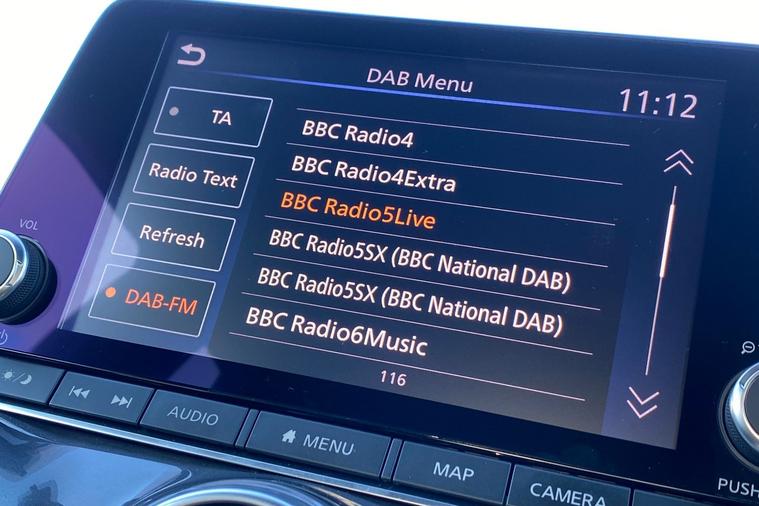 DAB Menu
11:12
TA
Radio Text
Refresh
DAB-FM
BBC Radio4
BBC Radio4Extra
BBC Radio5Live
BBC Radio5SX (BBC National DAB)
BBC Radio5SX (BBC National DAB)
BBC Radio6Music
116
VOL
AUDIO
MENU
MAP
CAMERA
PUSH